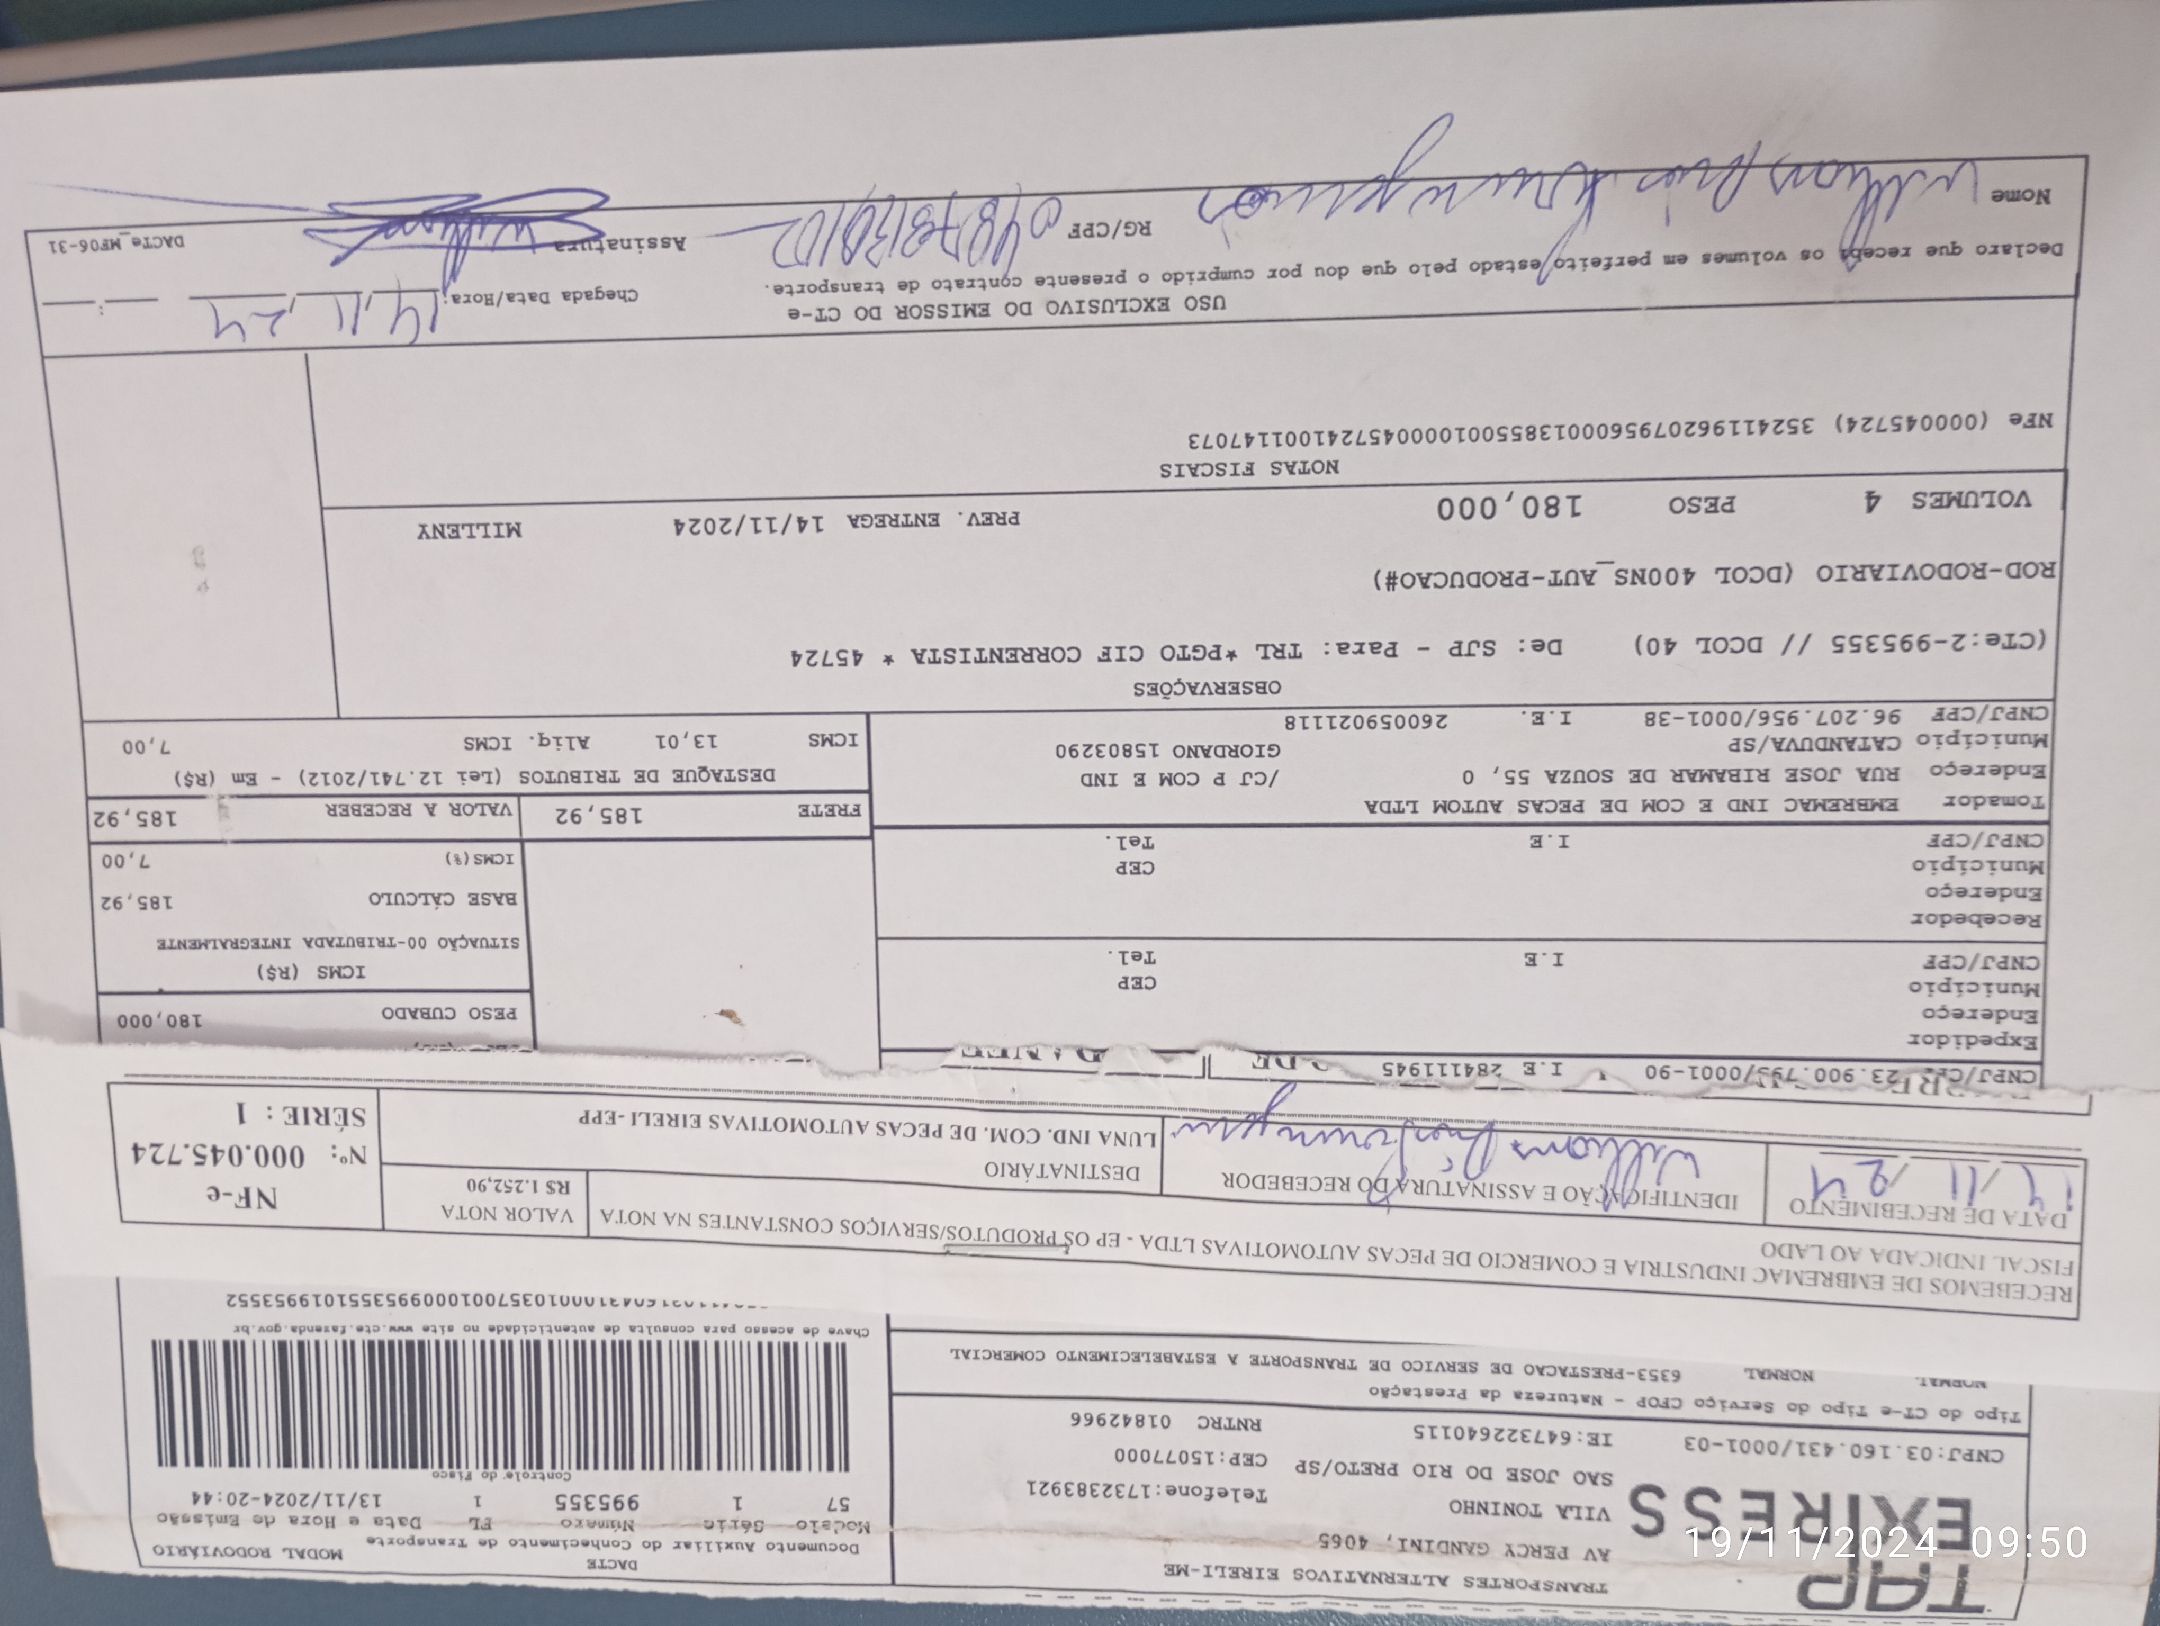 TAP
EXPRESS
TRANSPORTES ALTERNATIVOS EIRELI-ME
AV PERCY GANDINI, 4065
VILA TONINHO Telefone:1732383921
SAO JOSE DO RIO PRETO/SP CEP:15077000
CNPJ:03.160.431/0001-03 IE:647322640115 RNTRC 01842966
Tipo do CT-e Tipo do Serviço CFOP - Natureza da Prestação
NORMAL NORMAL 6353-PRESTACAO DE SERVICO DE TRANSPORTE A ESTABELECIMENTO COMERCIAL
DACTE
Documento Auxiliar do Conhecimento de Transporte MODAL RODOVIÁRIO
Modelo Série Número FL Data e Hora de Emissão
57 1 995355 1 13/11/2024-20:44
Controle do Fisco
Chave de acesso para consulta de autenticidade no site www.cte.fazenda.gov.br
RECEBEMOS DE EMBREMAC INDUSTRIA E COMERCIO DE PECAS AUTOMOTIVAS LTDA - EP OS PRODUTOS/SERVIÇOS CONSTANTES NA NOTA
FISCAL INDICADA AO LADO
VALOR NOTA
R$ 1.252,90
DATA DE RECEBIMENTO
14/11/24
IDENTIFICAÇÃO E ASSINATURA DO RECEBEDOR
DESTINATÁRIO
LUNA IND. COM. DE PECAS AUTOMOTIVAS EIRELI-EPP
NF-e
Nº: 000.045.724
SÉRIE : 1
CNPJ/CPF 23.900.795/0001-90 I.E 28411945
Expedidor
Endereço
Município CEP
CNPJ/CPF I.E Tel.
Recebedor
Endereço
Município CEP
CNPJ/CPF I.E Tel.
PESO CUBADO 180,000
ICMS (R$)
SITUAÇÃO 00-TRIBUTADA INTEGRALMENTE
BASE CÁLCULO 185,92
ICMS(%) 7,00
Tomador EMBREMAC IND E COM DE PECAS AUTOM LTDA
Endereço RUA JOSE RIBAMAR DE SOUZA 55, 0 /CJ P COM E IND
Município CATANDUVA/SP GIORDANO 15803290
CNPJ/CPF 96.207.956/0001-38 I.E. 260059021118
FRETE 185,92 VALOR A RECEBER 185,92
DESTAQUE DE TRIBUTOS (Lei 12.741/2012) - Em (R$)
ICMS 13,01 Aliq. ICMS 7,00
OBSERVAÇÕES
(CTe:2-995355 // DCOL 40) De: SJP - Para: TRL *PGTO CIF CORRENTISTA * 45724
ROD-RODOVIARIO (DCOL 400NS_AUT-PRODUCAO#)
VOLUMES 4 PESO 180,000 PREV. ENTREGA 14/11/2024 MILLENY
NOTAS FISCAIS
NFe (000045724) 35241196207956000138550010000457241001147073
USO EXCLUSIVO DO EMISSOR DO CT-e
Declaro que recebi os volumes em perfeito estado pelo que dou por cumprido o presente contrato de transporte.
Chegada Data/Hora: 14, 11, 24 :
Nome
RG/CPF
Assinatura
DACTe_MF06-31
19/11/2024 09:50